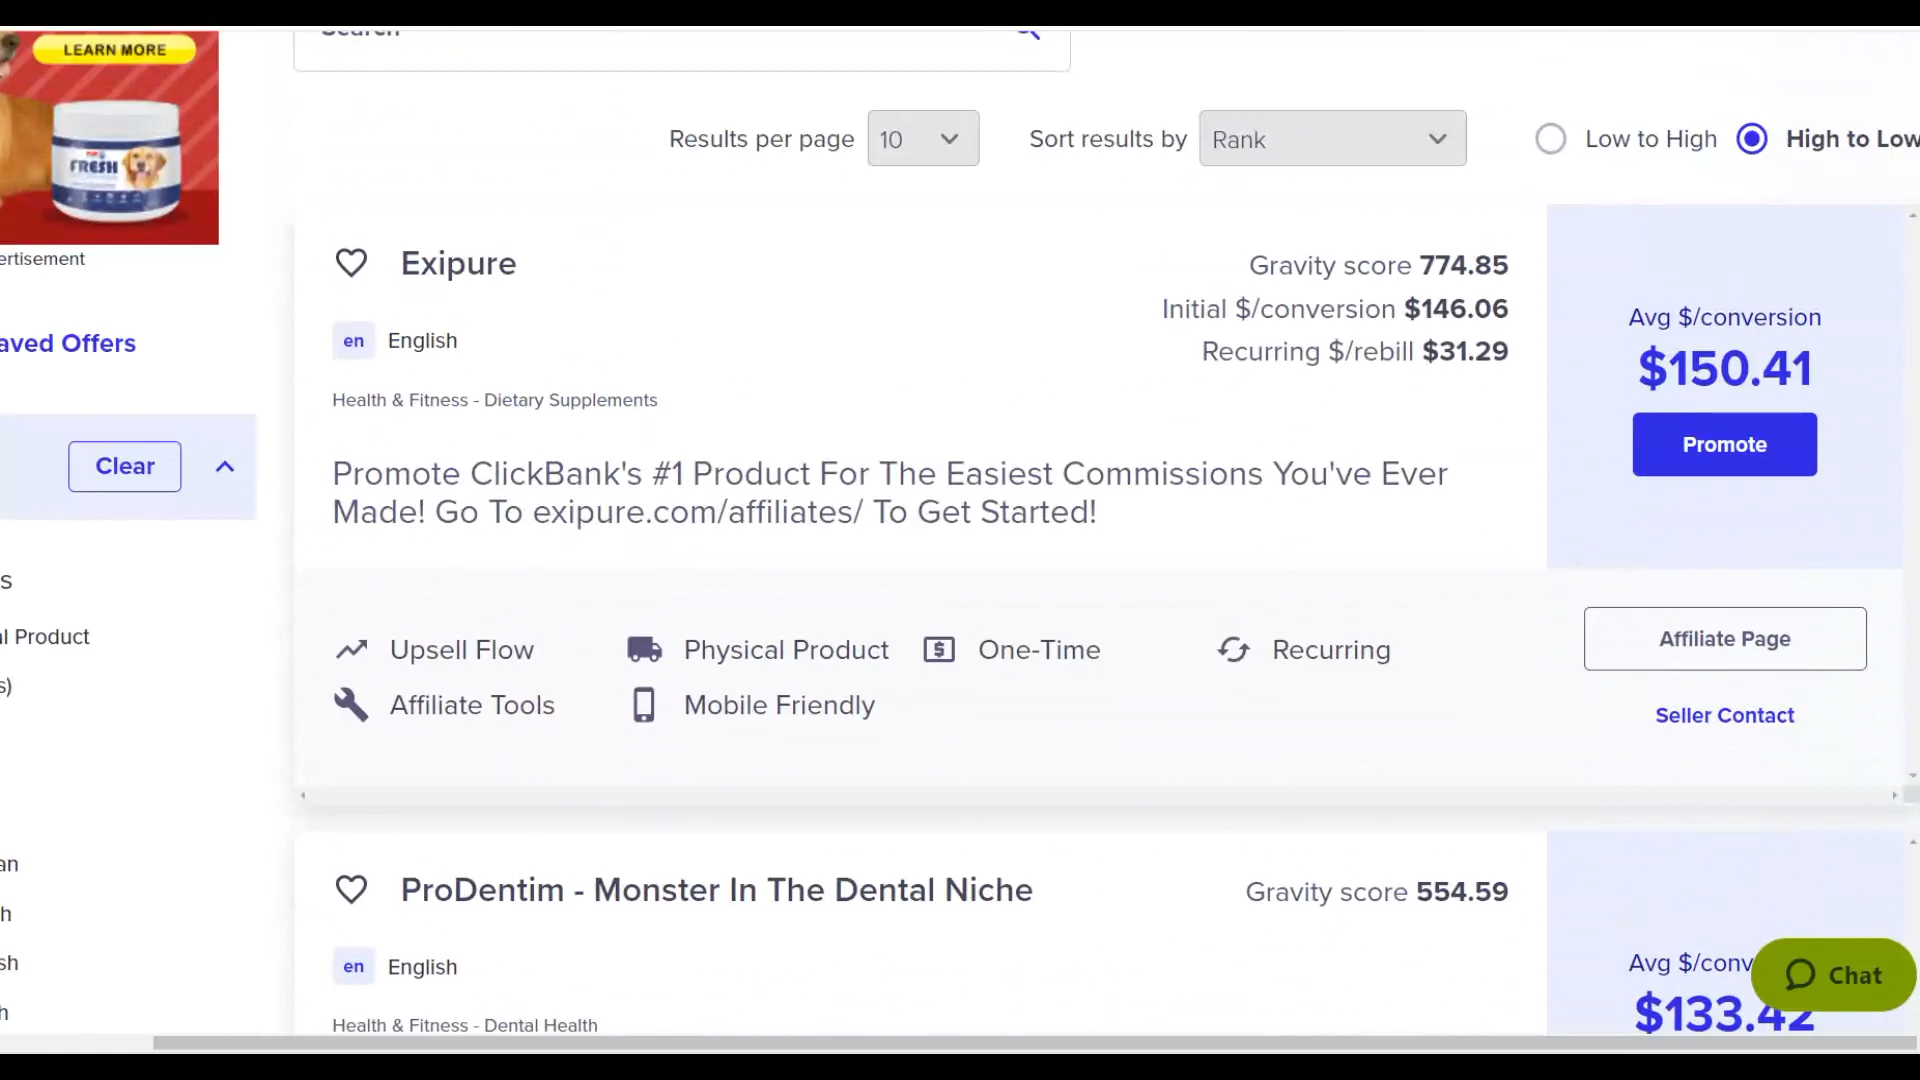 LEARN MORE
Search
FRESH
ertisement
Results per page 10 Sort results by Rank Low to High High to Low
aved Offers
Clear
s
l Product
s)
an
h
sh
h
Exipure
Gravity score 774.85
Initial $/conversion $146.06
Recurring $/rebill $31.29
en English
Health & Fitness - Dietary Supplements
Promote ClickBank's #1 Product For The Easiest Commissions You've Ever
Made! Go To exipure.com/affiliates/ To Get Started!
Avg $/conversion
$150.41
Promote
Upsell Flow Physical Product One-Time Recurring
Affiliate Tools Mobile Friendly
Affiliate Page
Seller Contact
ProDentim - Monster In The Dental Niche
Gravity score 554.59
en English
Health & Fitness - Dental Health
Avg $/conv
$133.42
Chat